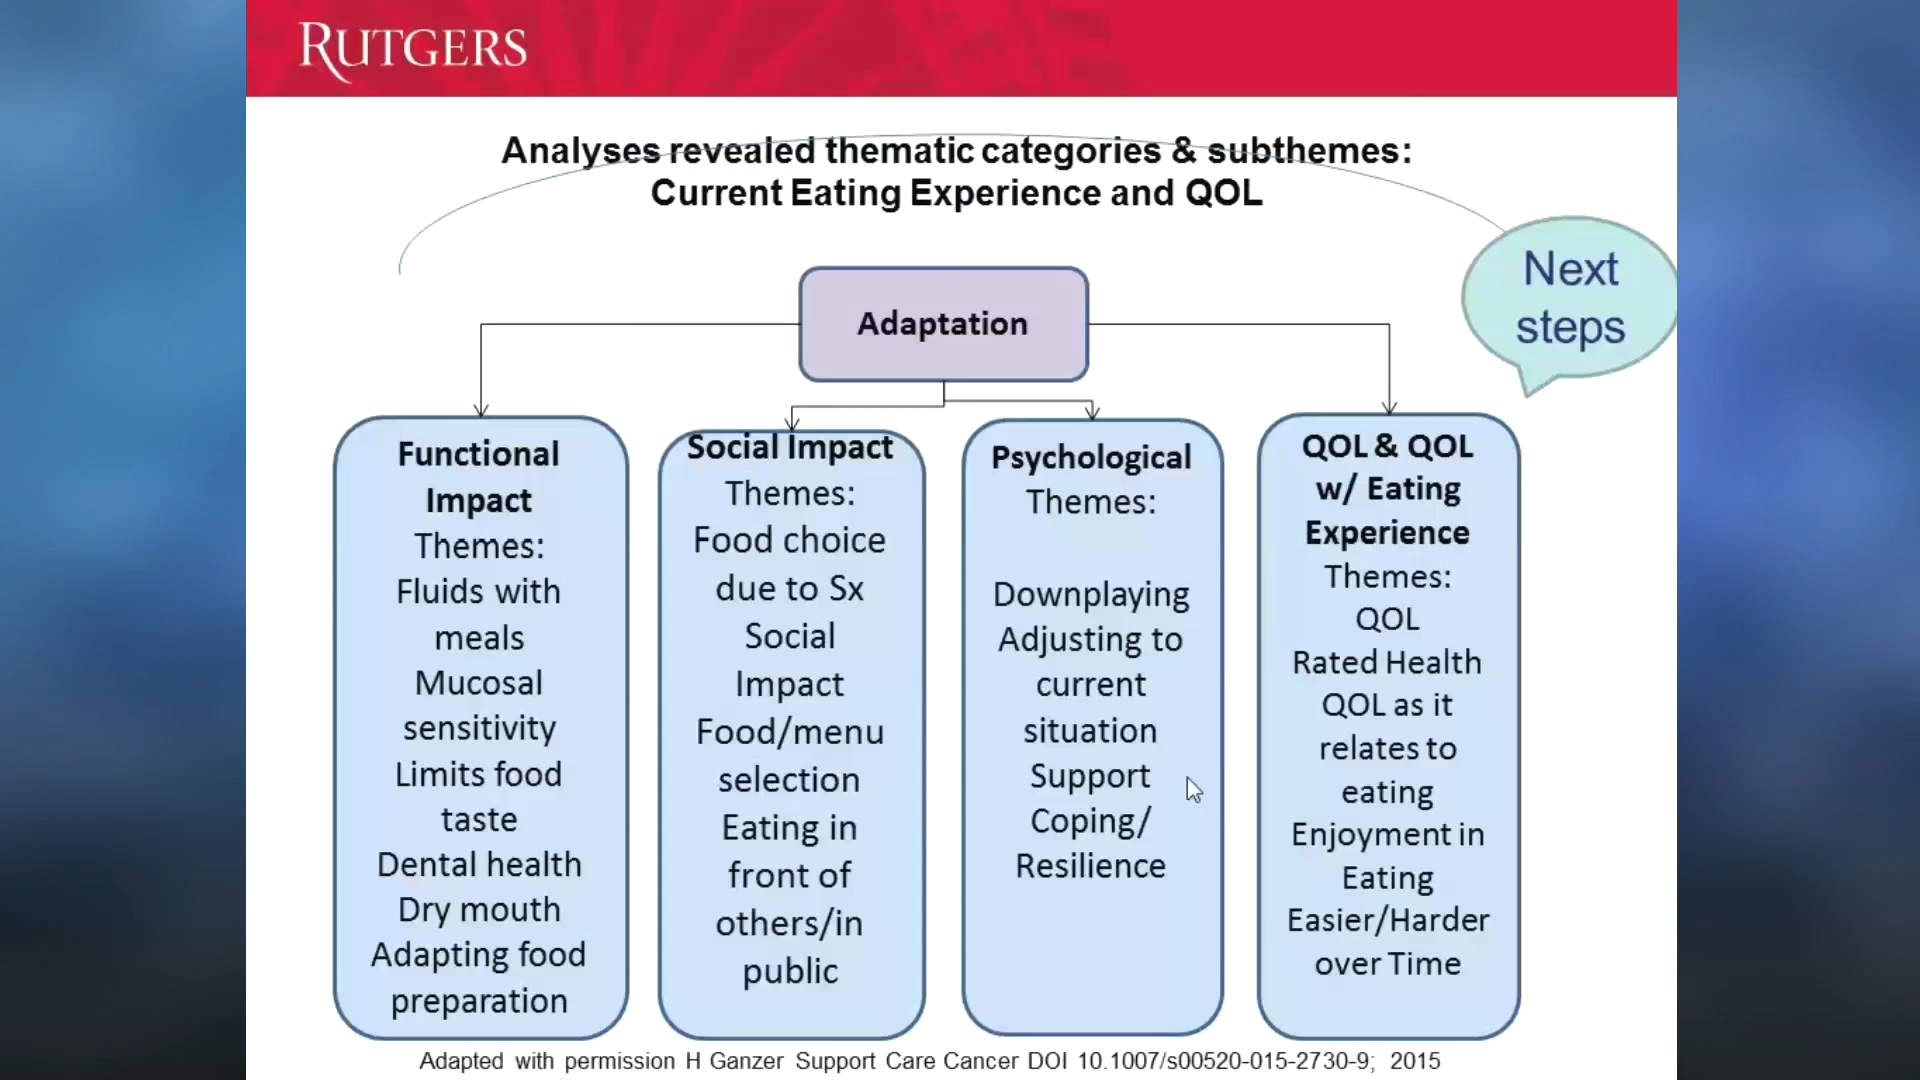 RUTGERS
Analyses revealed thematic categories & subthemes:
Current Eating Experience and QOL
Next
steps
Adaptation
Functional
Impact
Themes:
Fluids with
meals
Mucosal
sensitivity
Limits food
taste
Dental health
Dry mouth
Adapting food
preparation
Social Impact
Themes:
Food choice
due to Sx
Social
Impact
Food/menu
selection
Eating in
front of
others/in
public
Psychological
Themes:
Downplaying
Adjusting to
current
situation
Support
Coping/
Resilience
QOL & QOL
w/ Eating
Experience
Themes:
QOL
Rated Health
QOL as it
relates to
eating
Enjoyment in
Eating
Easier/Harder
over Time
Adapted with permission H Ganzer Support Care Cancer DOI 10.1007/s00520-015-2730-9; 2015